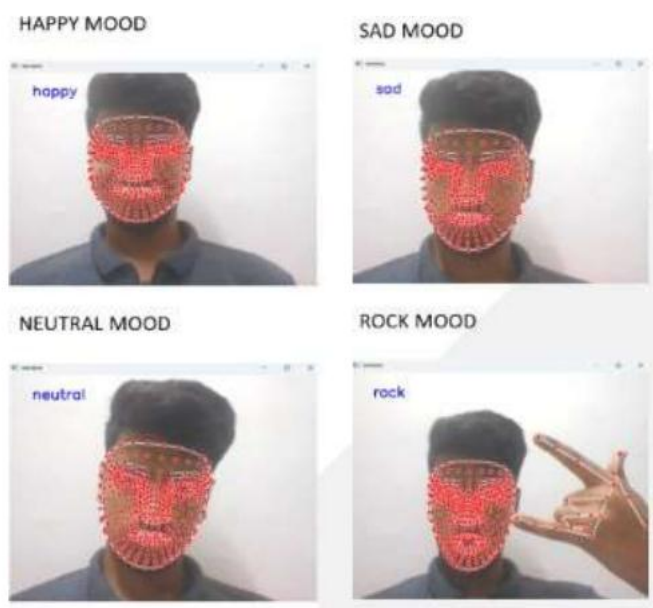 HAPPY MOOD
SAD MOOD
happy
sad
NEUTRAL MOOD
ROCK MOOD
neutral
rock